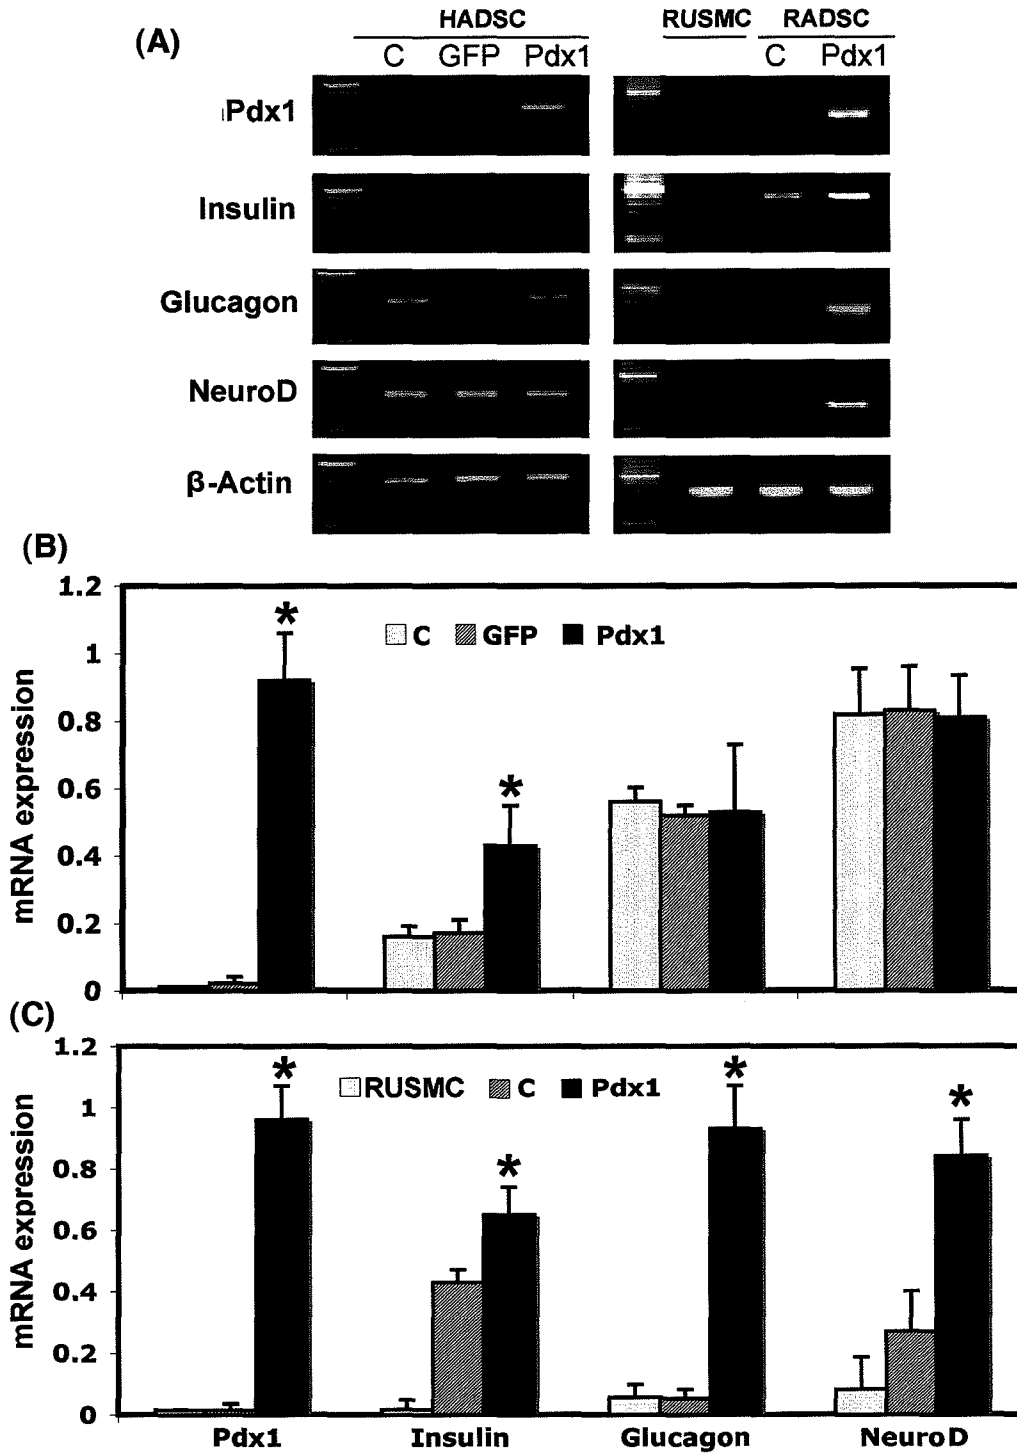 (A)
HADSC RUSMC RADSC
C GFP Pdx1 C Pdx1
Pdx1
Insulin
Glucagon
NeuroD
β-Actin
(B)
1.2
1
0.8
0.6
0.4
0.2
0
mRNA expression
C GFP Pdx1
*
*
(C)
1.2
1
0.8
0.6
0.4
0.2
0
mRNA expression
RUSMC C Pdx1
*
*
*
*
Pdx1 Insulin Glucagon NeuroD